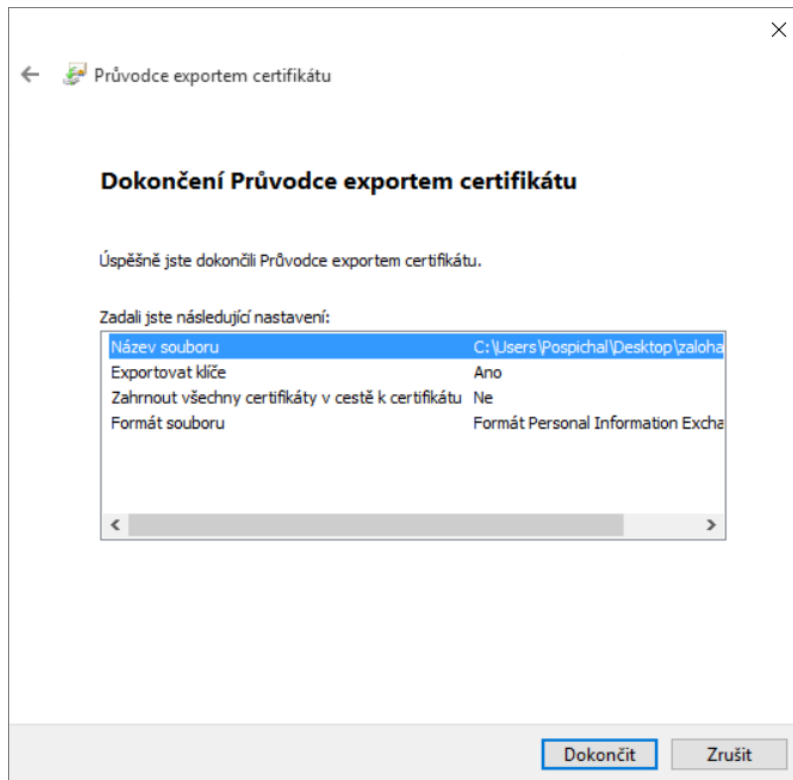 Průvodce exportem certifikátu
Dokončení Průvodce exportem certifikátu
Úspěšně jste dokončili Průvodce exportem certifikátu.
Zadali jste následující nastavení:
Název souboru C:\Users\Pospichal\Desktop\zaloha
Exportovat klíče Ano
Zahrnout všechny certifikáty v cestě k certifikátu Ne
Formát souboru Formát Personal Information Excha
Dokončit Zrušit